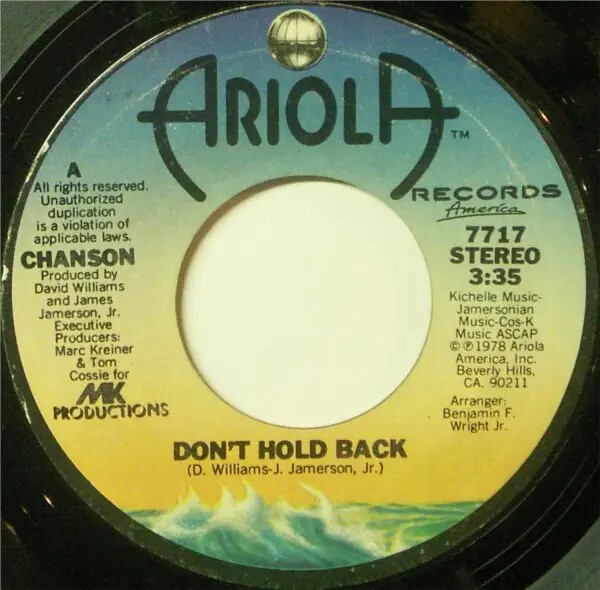 ARIOLA™
RECORDS
America
A
All rights reserved.
Unauthorized
duplication
is a violation of
applicable laws.
CHANSON
Produced by
David Williams
and James
Jamerson, Jr.
Executive
Producers:
Marc Kreiner
& Tom
Cossie for
MK
PRODUCTIONS
7717
STEREO
3:35
Kichelle Music-
Jamersonian
Music-Cos-K
Music ASCAP
©℗1978 Ariola
America, Inc.
Beverly Hills,
CA. 90211
Arranger:
Benjamin F.
Wright Jr.
DON'T HOLD BACK
(D. Williams-J. Jamerson, Jr.)